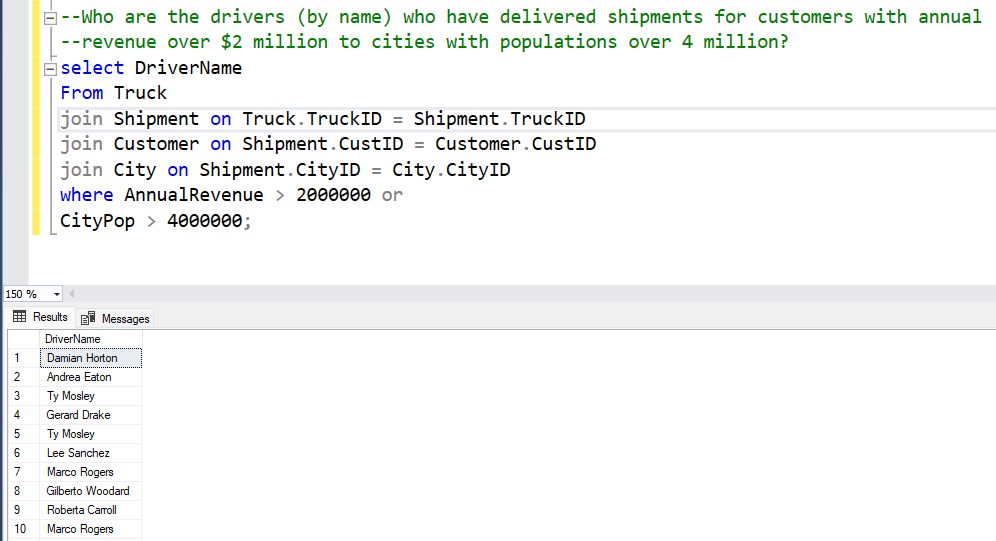 --Who are the drivers (by name) who have delivered shipments for customers with annual
--revenue over $2 million to cities with populations over 4 million?
select DriverName
From Truck
join Shipment on Truck.TruckID = Shipment.TruckID
join Customer on Shipment.CustID = Customer.CustID
join City on Shipment.CityID = City.CityID
where AnnualRevenue > 2000000 or
CityPop > 4000000;
150 %
Results Messages
DriverName
1 Damian Horton
2 Andrea Eaton
3 Ty Mosley
4 Gerard Drake
5 Ty Mosley
6 Lee Sanchez
7 Marco Rogers
8 Gilberto Woodard
9 Roberta Carroll
10 Marco Rogers